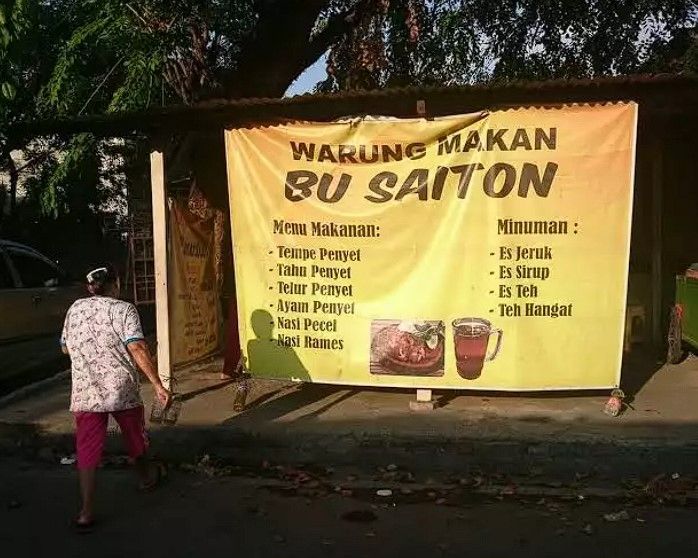 WARUNG MAKAN
BU SAITON
Menu Makanan:
- Tempe Penyet
- Tahu Penyet
- Telur Penyet
- Ayam Penyet
- Nasi Pecel
- Nasi Rames
Minuman :
- Es Jeruk
- Es Sirup
- Es Teh
- Teh Hangat